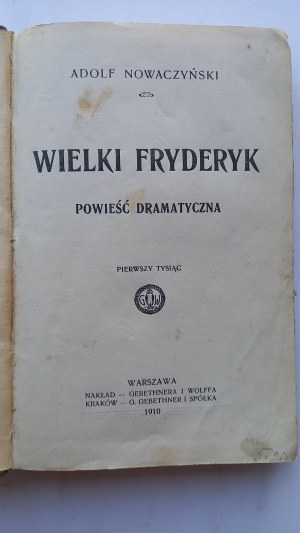 ADOLF NOWACZYŃSKI
WIELKI FRYDERYK
POWIEŚĆ DRAMATYCZNA
PIERWSZY TYSIĄC
WARSZAWA
NAKŁAD — GEBETHNERA I WOLFFA
KRAKÓW — G. GEBETHNER I SPÓŁKA
1910